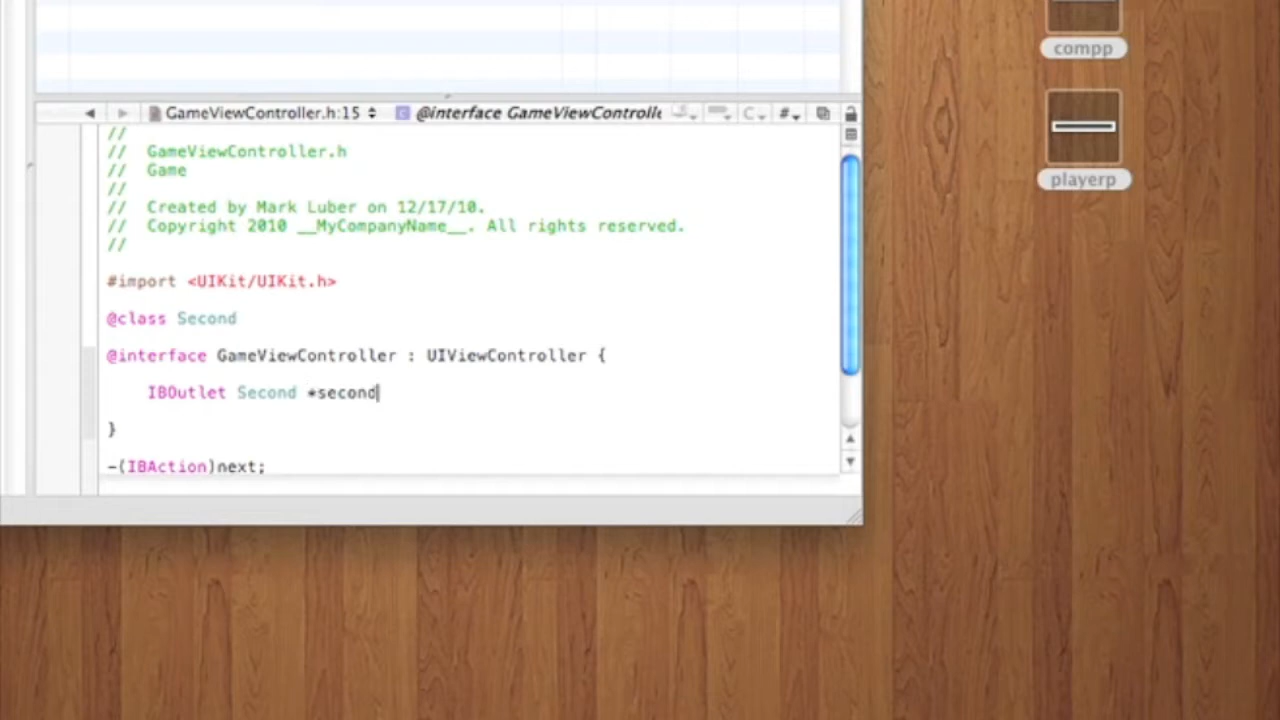 compp
playerp
GameViewController.h:15 @interface GameViewControlle C #
//
// GameViewController.h
// Game
//
// Created by Mark Luber on 12/17/10.
// Copyright 2010 __MyCompanyName__. All rights reserved.
//
#import <UIKit/UIKit.h>
@class Second
@interface GameViewController : UIViewController {
IBOutlet Second *second
}
-(IBAction)next;